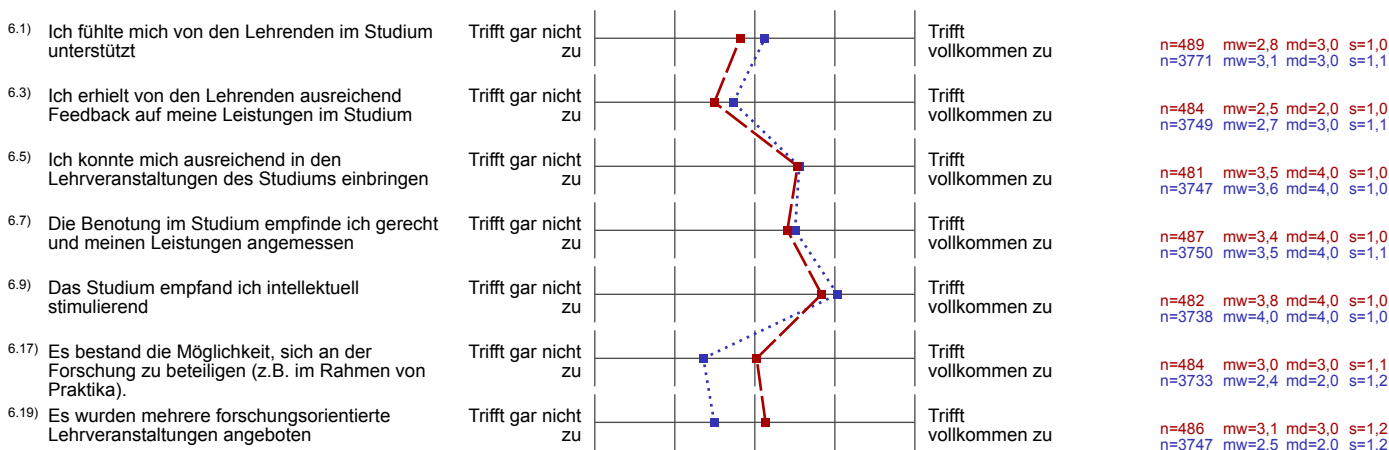 6.1) Ich fühlte mich von den Lehrenden im Studium Trifft gar nicht Trifft
unterstützt zu vollkommen zu
n=489 mw=2,8 md=3,0 s=1,0
n=3771 mw=3,1 md=3,0 s=1,1
6.3) Ich erhielt von den Lehrenden ausreichend Trifft gar nicht Trifft
Feedback auf meine Leistungen im Studium zu vollkommen zu
n=484 mw=2,5 md=2,0 s=1,0
n=3749 mw=2,7 md=3,0 s=1,1
6.5) Ich konnte mich ausreichend in den Trifft gar nicht Trifft
Lehrveranstaltungen des Studiums einbringen zu vollkommen zu
n=481 mw=3,5 md=4,0 s=1,0
n=3747 mw=3,6 md=4,0 s=1,0
6.7) Die Benotung im Studium empfinde ich gerecht Trifft gar nicht Trifft
und meinen Leistungen angemessen zu vollkommen zu
n=487 mw=3,4 md=4,0 s=1,0
n=3750 mw=3,5 md=4,0 s=1,1
6.9) Das Studium empfand ich intellektuell Trifft gar nicht Trifft
stimulierend zu vollkommen zu
n=482 mw=3,8 md=4,0 s=1,0
n=3738 mw=4,0 md=4,0 s=1,0
6.17) Es bestand die Möglichkeit, sich an der Trifft gar nicht Trifft
Forschung zu beteiligen (z.B. im Rahmen von zu vollkommen zu
Praktika).
n=484 mw=3,0 md=3,0 s=1,1
n=3733 mw=2,4 md=2,0 s=1,2
6.19) Es wurden mehrere forschungsorientierte Trifft gar nicht Trifft
Lehrveranstaltungen angeboten zu vollkommen zu
n=486 mw=3,1 md=3,0 s=1,2
n=3747 mw=2,5 md=2,0 s=1,2